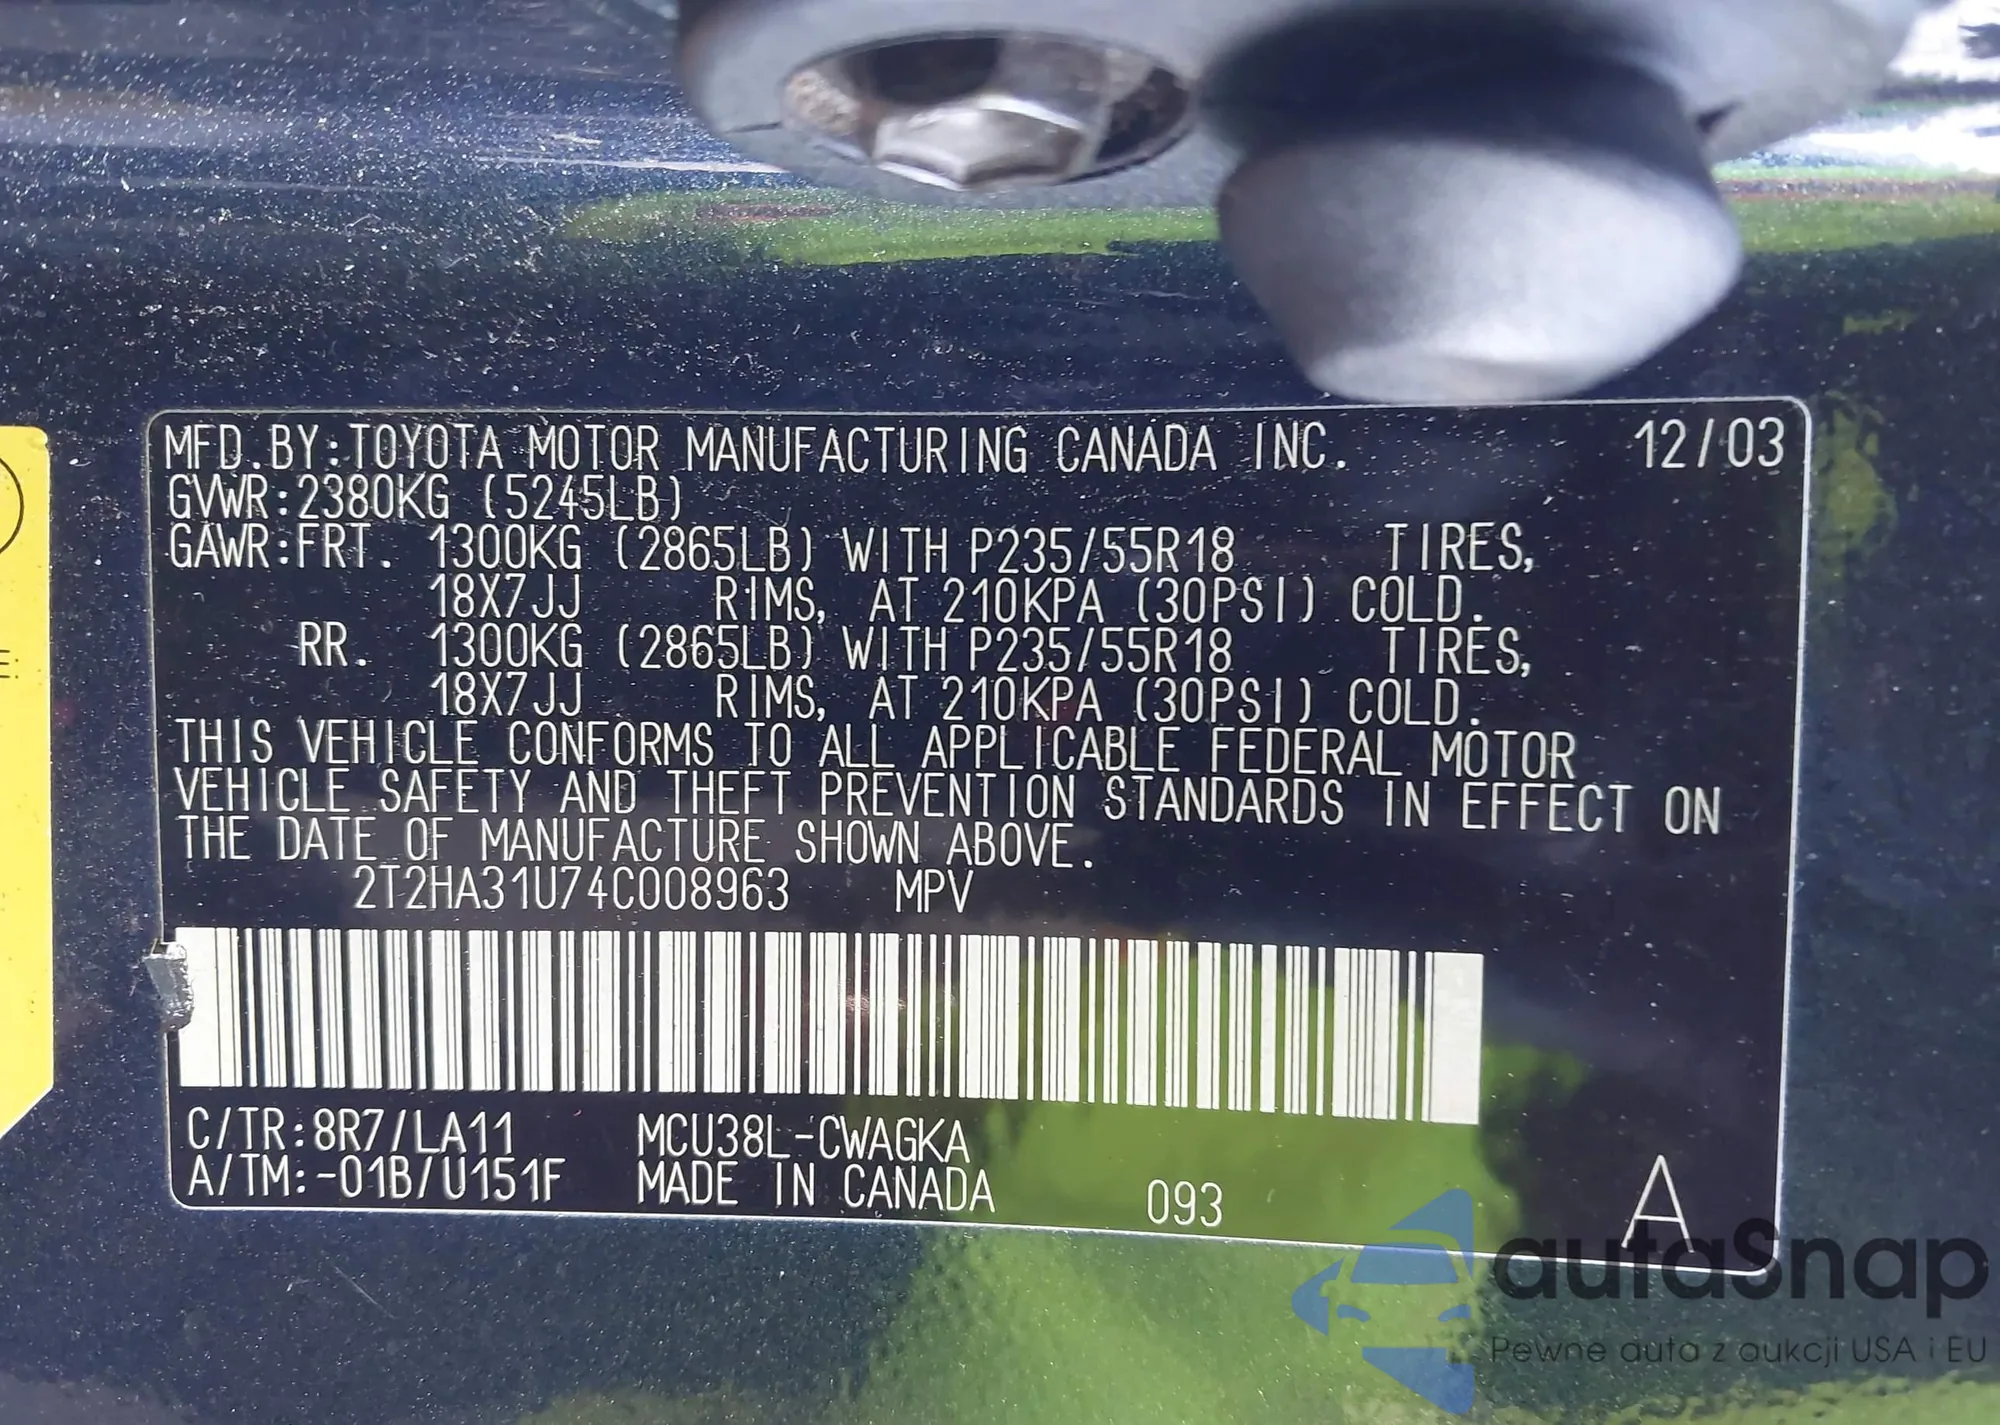 MFD.BY:TOYOTA MOTOR MANUFACTURING CANADA INC. 12/03
GVWR:2380KG (5245LB)
GAWR:FRT. 1300KG (2865LB) WITH P235/55R18 TIRES,
18X7JJ RIMS, AT 210KPA (30PSI) COLD.
RR. 1300KG (2865LB) WITH P235/55R18 TIRES,
18X7JJ RIMS, AT 210KPA (30PSI) COLD.
THIS VEHICLE CONFORMS TO ALL APPLICABLE FEDERAL MOTOR
VEHICLE SAFETY AND THEFT PREVENTION STANDARDS IN EFFECT ON
THE DATE OF MANUFACTURE SHOWN ABOVE.
2T2HA31U74C008963 MPV
C/TR:8R7/LA11 MCU38L-CWAGKA
A/TM:-01B/U151F MADE IN CANADA 093 A
autoSnap
Pewne auta z aukcji USA i EU